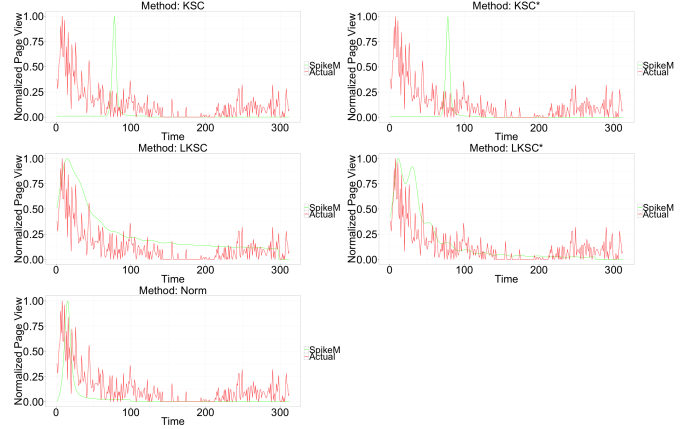 Method: KSC
Normalized Page View
1.00
0.75
0.50
0.25
0.00
0
100
200
300
Time
SpikeM
Actual
Method: KSC*
Normalized Page View
1.00
0.75
0.50
0.25
0.00
0
100
200
300
Time
SpikeM
Actual
Method: LKSC
Normalized Page View
1.00
0.75
0.50
0.25
0.00
0
100
200
300
Time
SpikeM
Actual
Method: LKSC*
Normalized Page View
1.00
0.75
0.50
0.25
0.00
0
100
200
300
Time
SpikeM
Actual
Method: Norm
Normalized Page View
1.00
0.75
0.50
0.25
0.00
0
100
200
300
Time
SpikeM
Actual